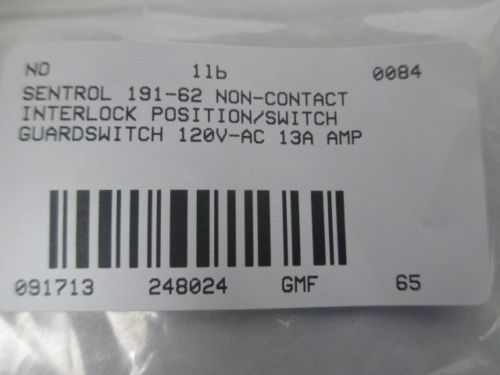 NO 1lb 0084
SENTROL 191-62 NON-CONTACT
INTERLOCK POSITION/SWITCH
GUARDSWITCH 120V-AC 13A AMP
091713 248024 GMF 65